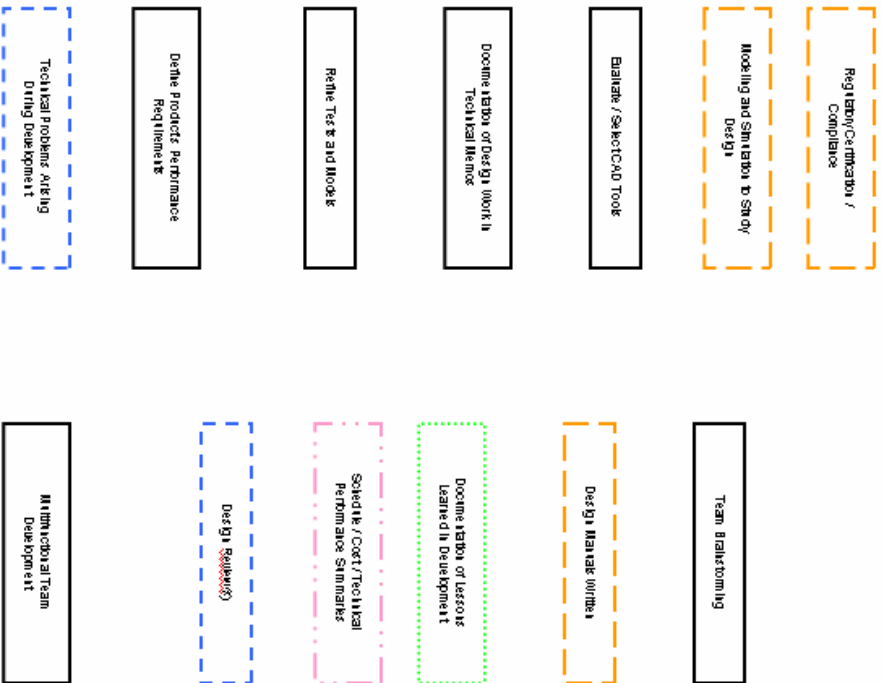 Regulatory Certification /
Compliance
Modeling and Simulation to Study
Design
Evaluate / Select CAD Tools
Documentation of Design Work in
Technical Memos
Refine Tests and Models
Define Products Performance
Requirements
Technical Problems Arising
During Development
Team Brainstorming
Design Manuals Written
Documentation of Lessons
Learned in Development
Schedule / Cost / Technical
Performance Summaries
Design Review(s)
Multifunctional Team
Development